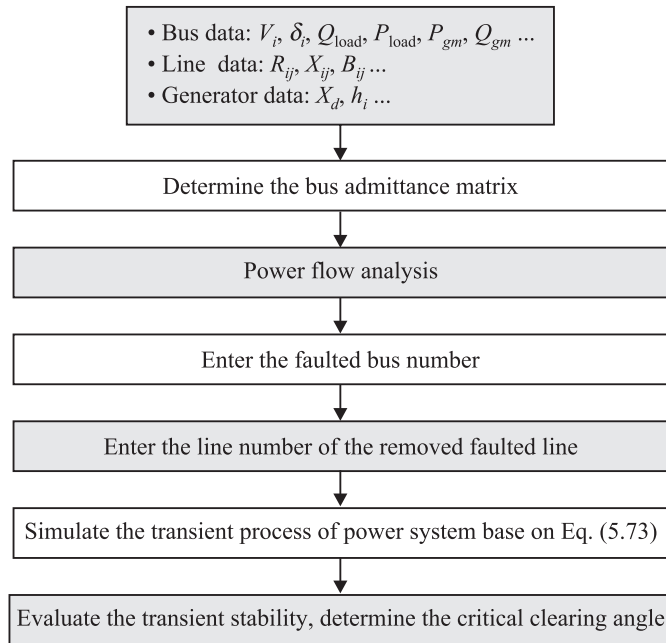 • Bus data: Vᵢ, δᵢ, Q_load, P_load, P_gm, Q_gm ...
• Line data: R_ij, X_ij, B_ij ...
• Generator data: X_d, h_i ...
Determine the bus admittance matrix
Power flow analysis
Enter the faulted bus number
Enter the line number of the removed faulted line
Simulate the transient process of power system base on Eq. (5.73)
Evaluate the transient stability, determine the critical clearing angle